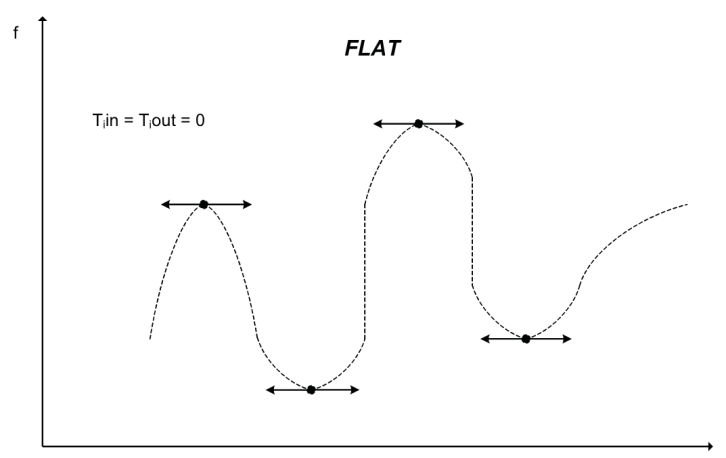 f
FLAT
Tᵢin = Tᵢout = 0